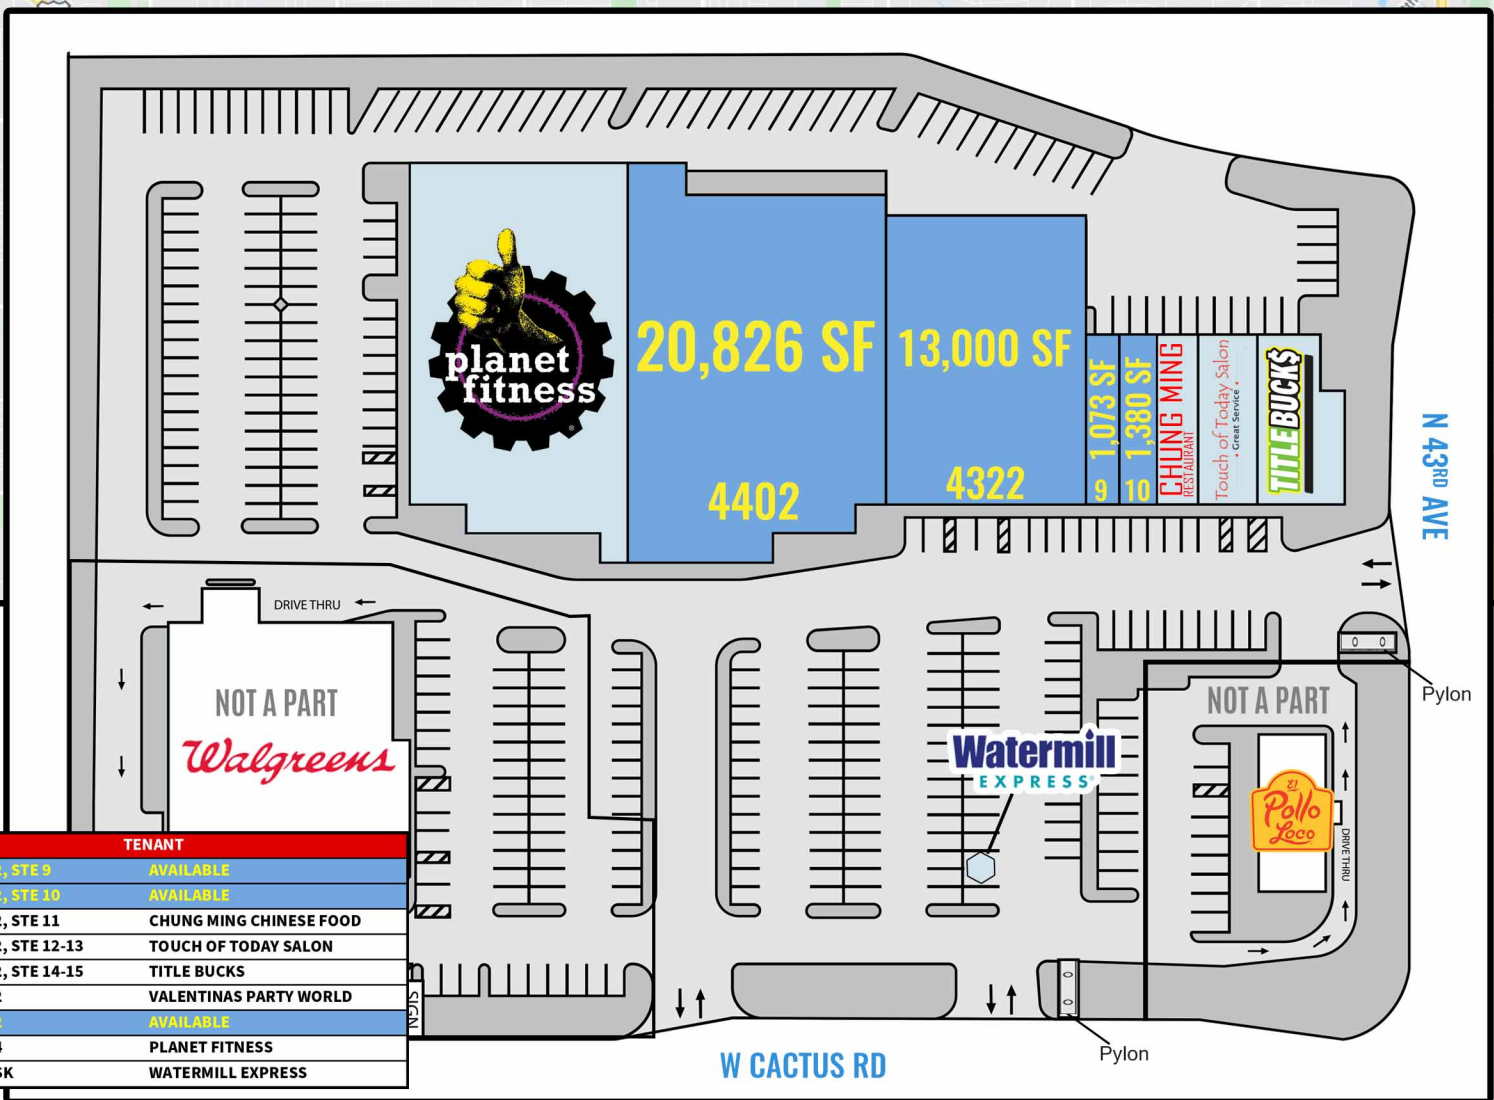 planet
fitness
®
20,826 SF
4402
13,000 SF
4322
1,073 SF
9
1,380 SF
10
CHUNG MING
RESTAURANT
Touch of Today Salon
• Great Service •
TITLEBUCK$
N 43RD AVE
DRIVE THRU
NOT A PART
Walgreens
Watermill
EXPRESS
NOT A PART
El
Pollo
Loco
DRIVE THRU
Pylon
Pylon
SIGN
W CACTUS RD
TENANT
, STE 9 AVAILABLE
, STE 10 AVAILABLE
, STE 11 CHUNG MING CHINESE FOOD
, STE 12-13 TOUCH OF TODAY SALON
, STE 14-15 TITLE BUCKS
VALENTINAS PARTY WORLD
AVAILABLE
PLANET FITNESS
SK WATERMILL EXPRESS